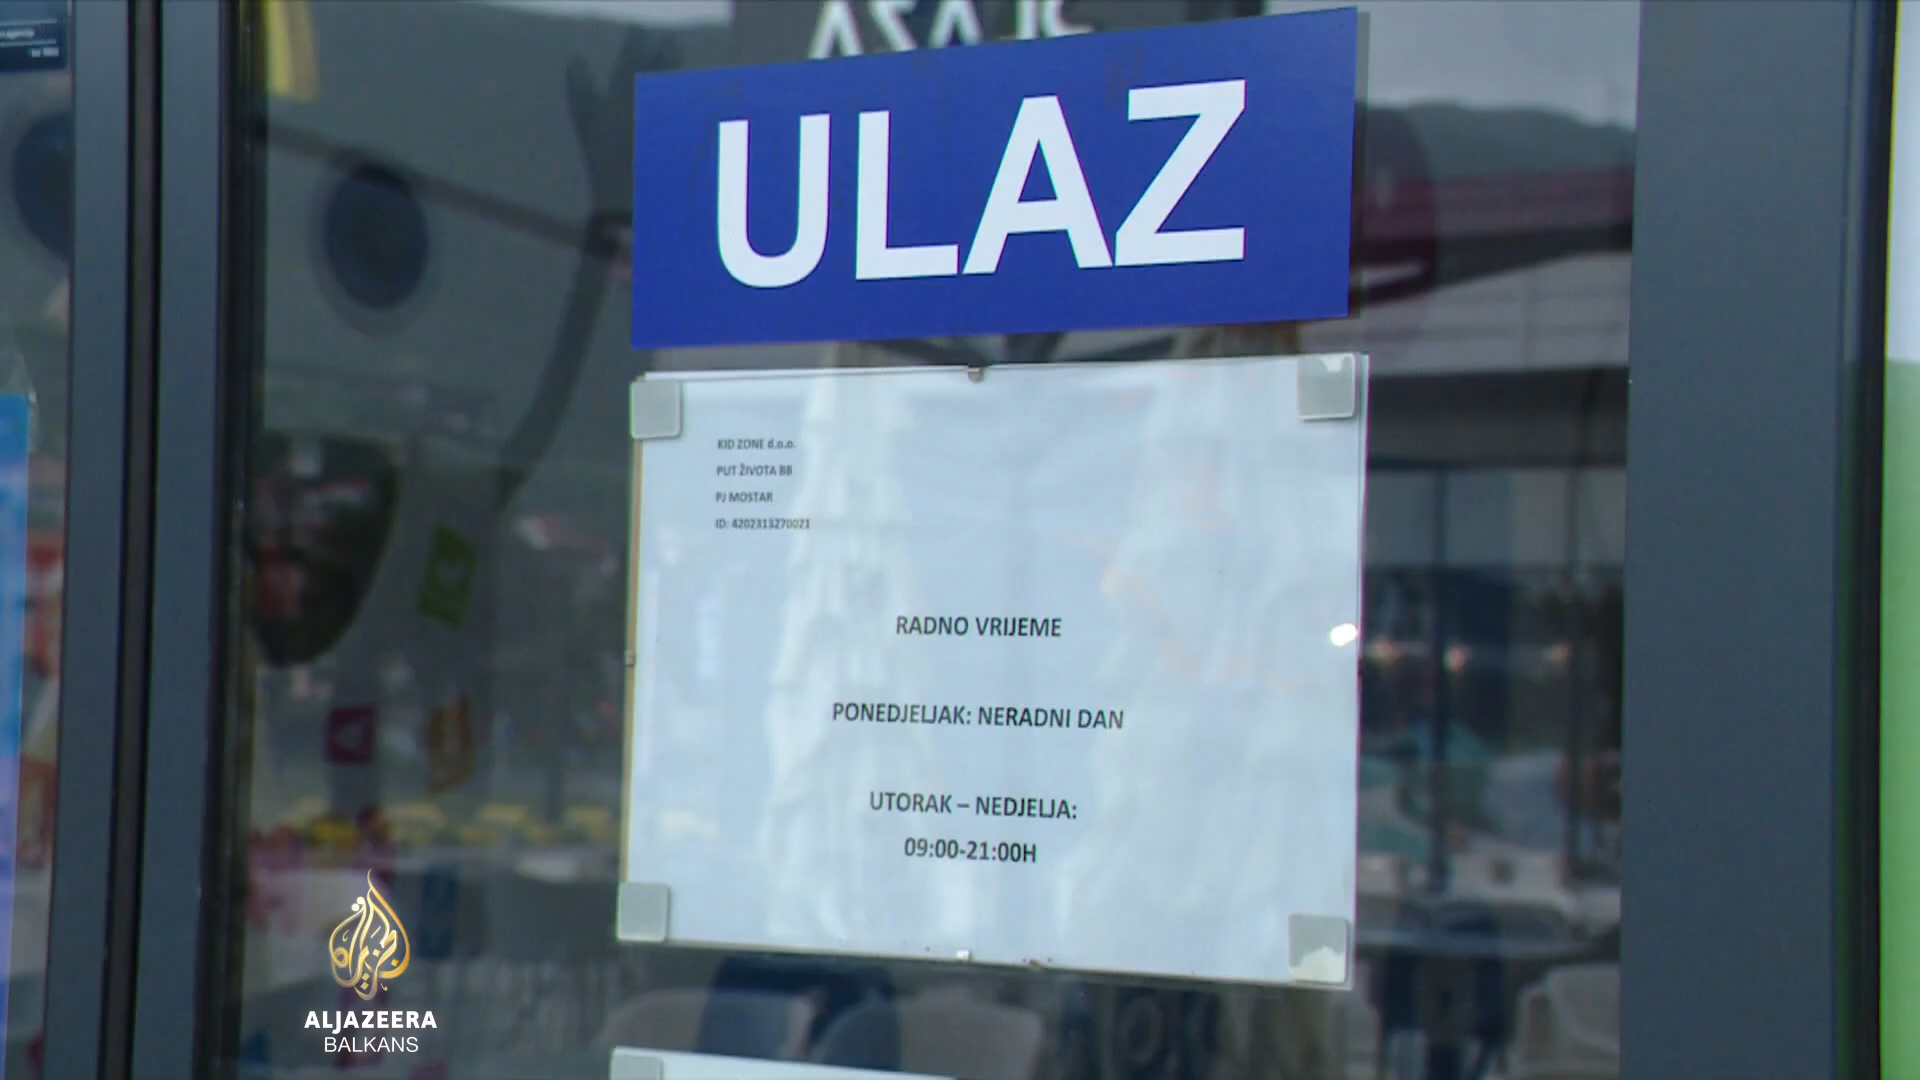 ULAZ
KID ZONE d.o.o.
PUT ŽIVOTA BB
PJ MOSTAR
ID: 4202313270021
RADNO VRIJEME
PONEDJELJAK: NERADNI DAN
UTORAK – NEDJELJA:
09:00-21:00H
ALJAZEERA
BALKANS